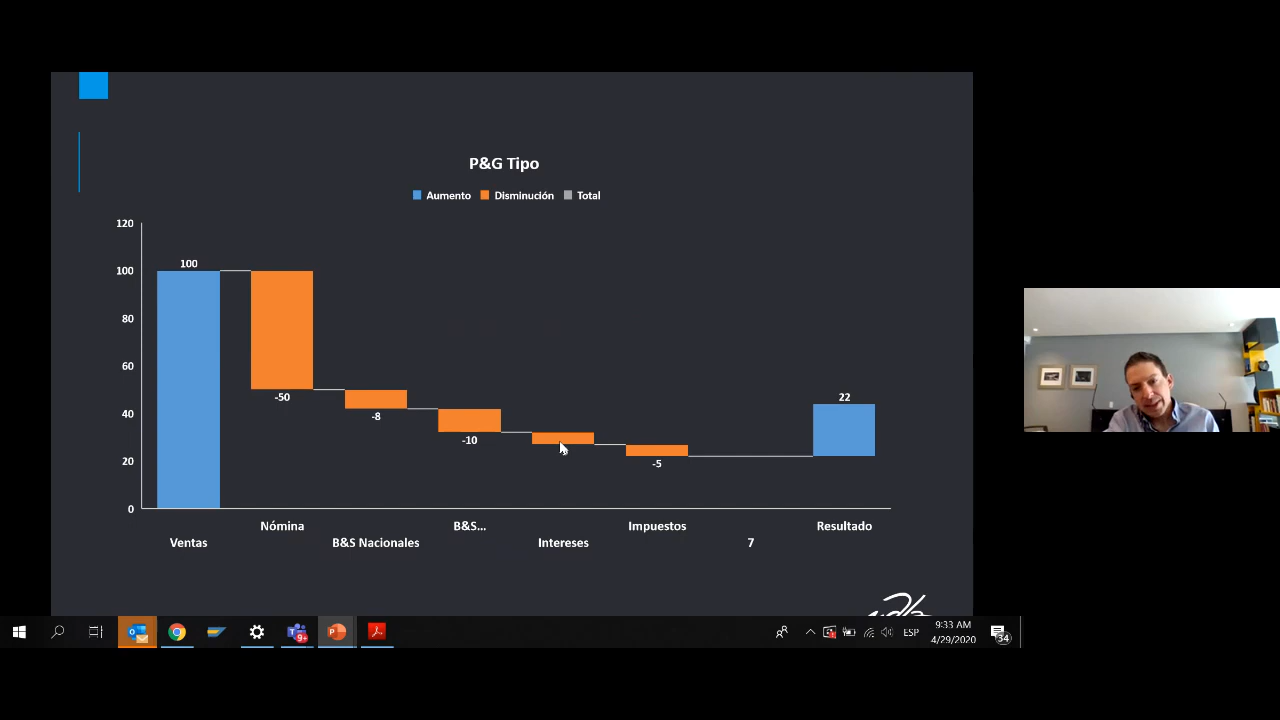 P&G Tipo
Aumento Disminución Total
120
100
80
60
40
20
0
100
-50
-8
-10
-5
22
Ventas
Nómina
B&S Nacionales
B&S...
Intereses
Impuestos
7
Resultado
9+
ESP
9:33 AM
4/29/2020
34